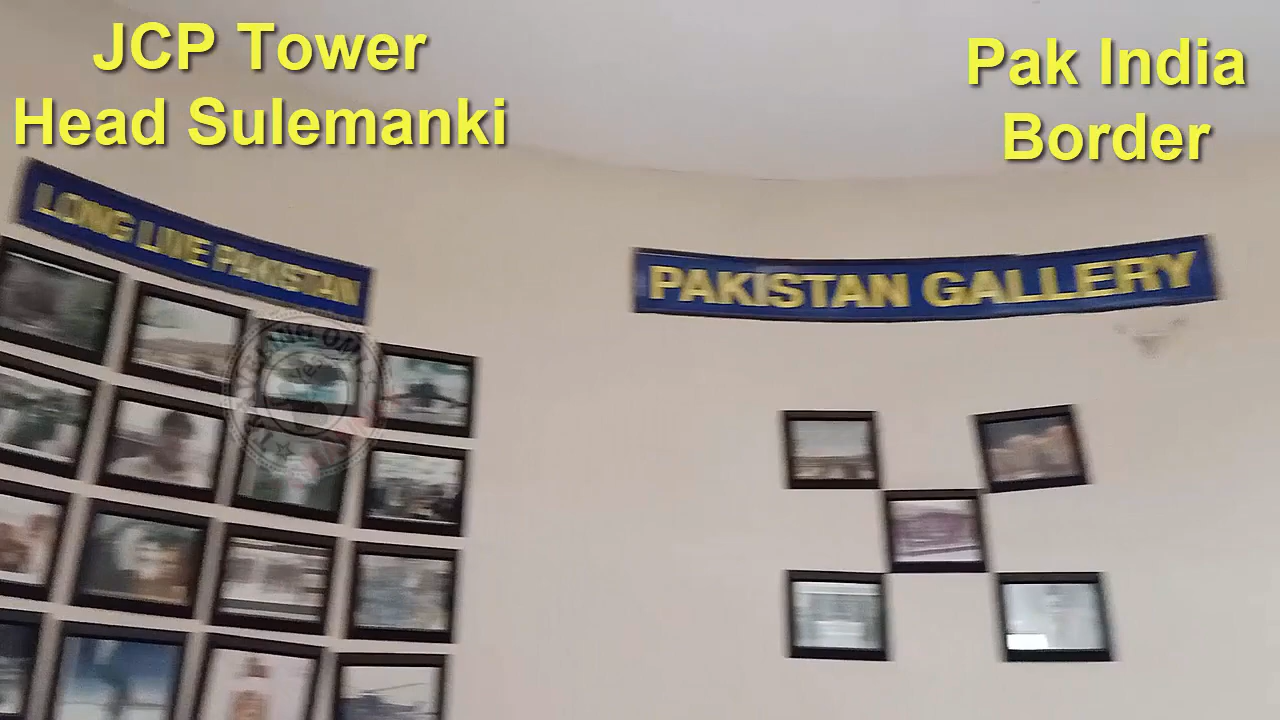 JCP Tower
Head Sulemanki
Pak India
Border
LONG LIVE PAKISTAN
PAKISTAN GALLERY